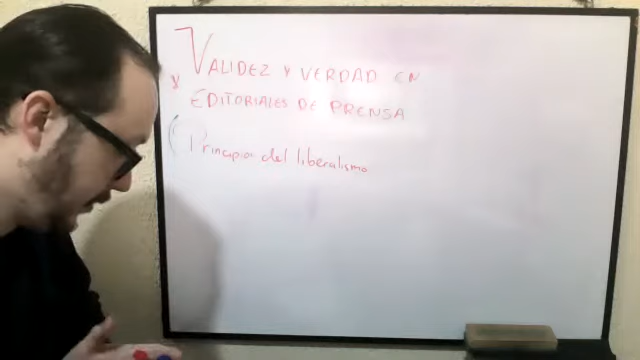 VALIDEZ Y VERDAD EN
EDITORIALES DE PRENSA
Principios del liberalismo